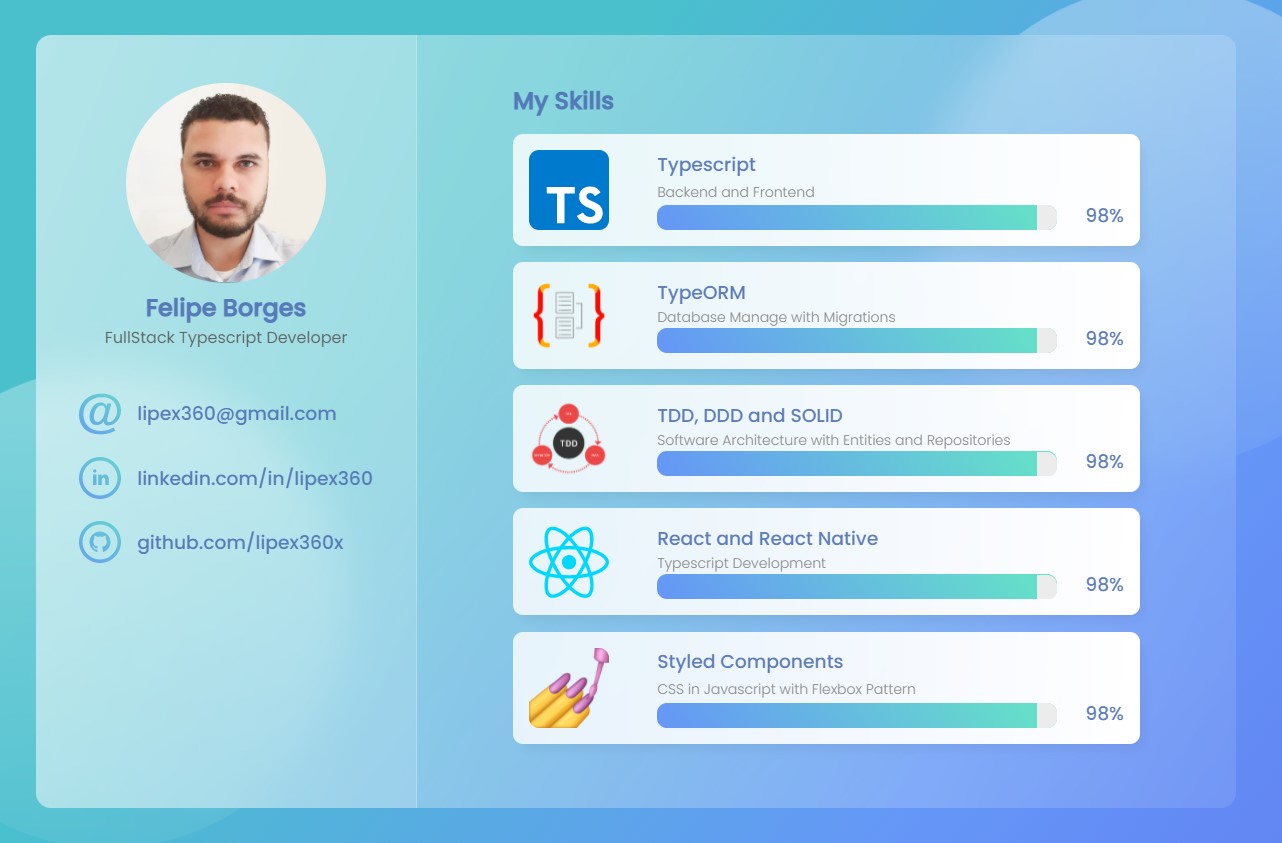 Felipe Borges
FullStack Typescript Developer
@
lipex360@gmail.com
in
linkedin.com/in/lipex360
github.com/lipex360x
My Skills
TS
Typescript
Backend and Frontend
98%
TypeORM
Database Manage with Migrations
98%
TDD
TDD, DDD and SOLID
Software Architecture with Entities and Repositories
98%
React and React Native
Typescript Development
98%
Styled Components
CSS in Javascript with Flexbox Pattern
98%